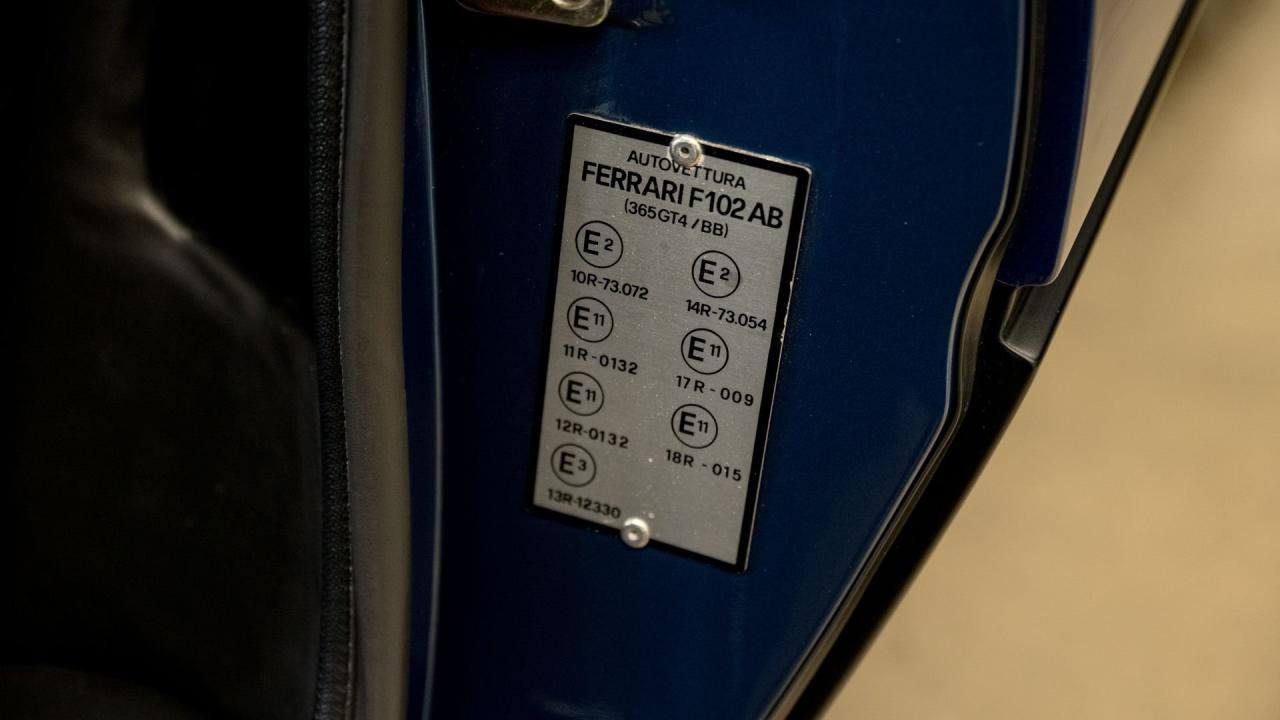 AUTOVETTURA
FERRARI F102 AB
(365GT4/BB)
E2
10R-73.072
E11
11R-0132
E11
12R-0132
E3
13R-12330
E2
14R-73.054
E11
17R-009
E11
18R-015